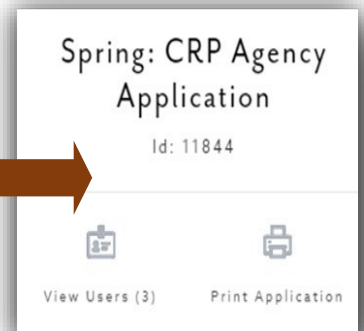 Spring: CRP Agency
Application
Id: 11844
View Users (3) Print Application